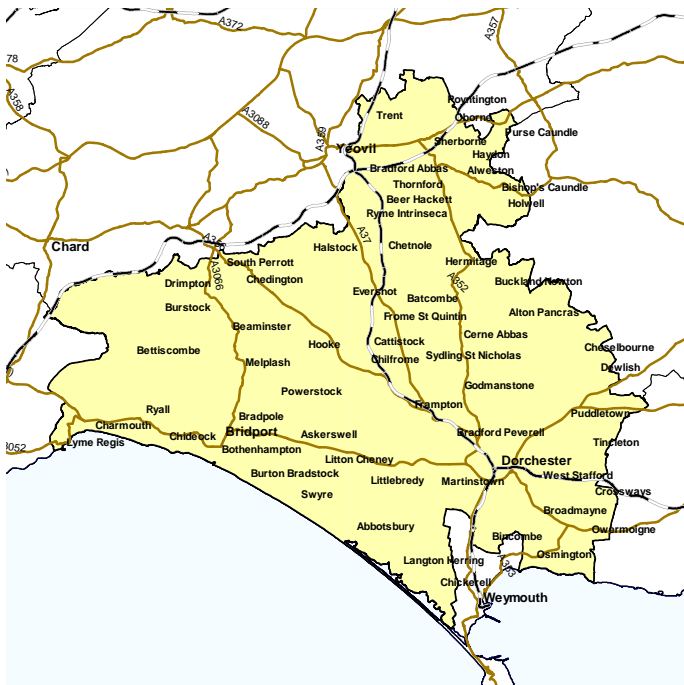 A372
A357
78
A358
A3088
A359
Poyntington
Trent
Oborne
Purse Caundle
Sherborne
Yeovil
Haydon
Bradford Abbas
Alweston
Thornford
Bishop's Caundle
Beer Hackett
Holwell
Ryme Intrinseca
A37
Chard
Halstock
Chetnole
South Perrott
Hermitage
A3066
Chedington
A352
Drimpton
Buckland Newton
Evershot
Batcombe
Burstock
Alton Pancras
Frome St Quintin
Beaminster
Cerne Abbas
Hooke
Cattistock
Cheselbourne
Bettiscombe
Melplash
Chilfrome
Sydling St Nicholas
Dewlish
Powerstock
Godmanstone
Frampton
Ryall
Bradpole
Puddletown
Charmouth
Bridport
Askerswell
Bradford Peverell
Chideock
3052
Lyme Regis
Tincleton
Bothenhampton
Litton Cheney
Dorchester
Burton Bradstock
Littlebredy
Martinstown
West Stafford
Swyre
Crossways
Broadmayne
Abbotsbury
Owermoigne
Bincombe
Osmington
Langton Herring
A353
Chickerell
Weymouth